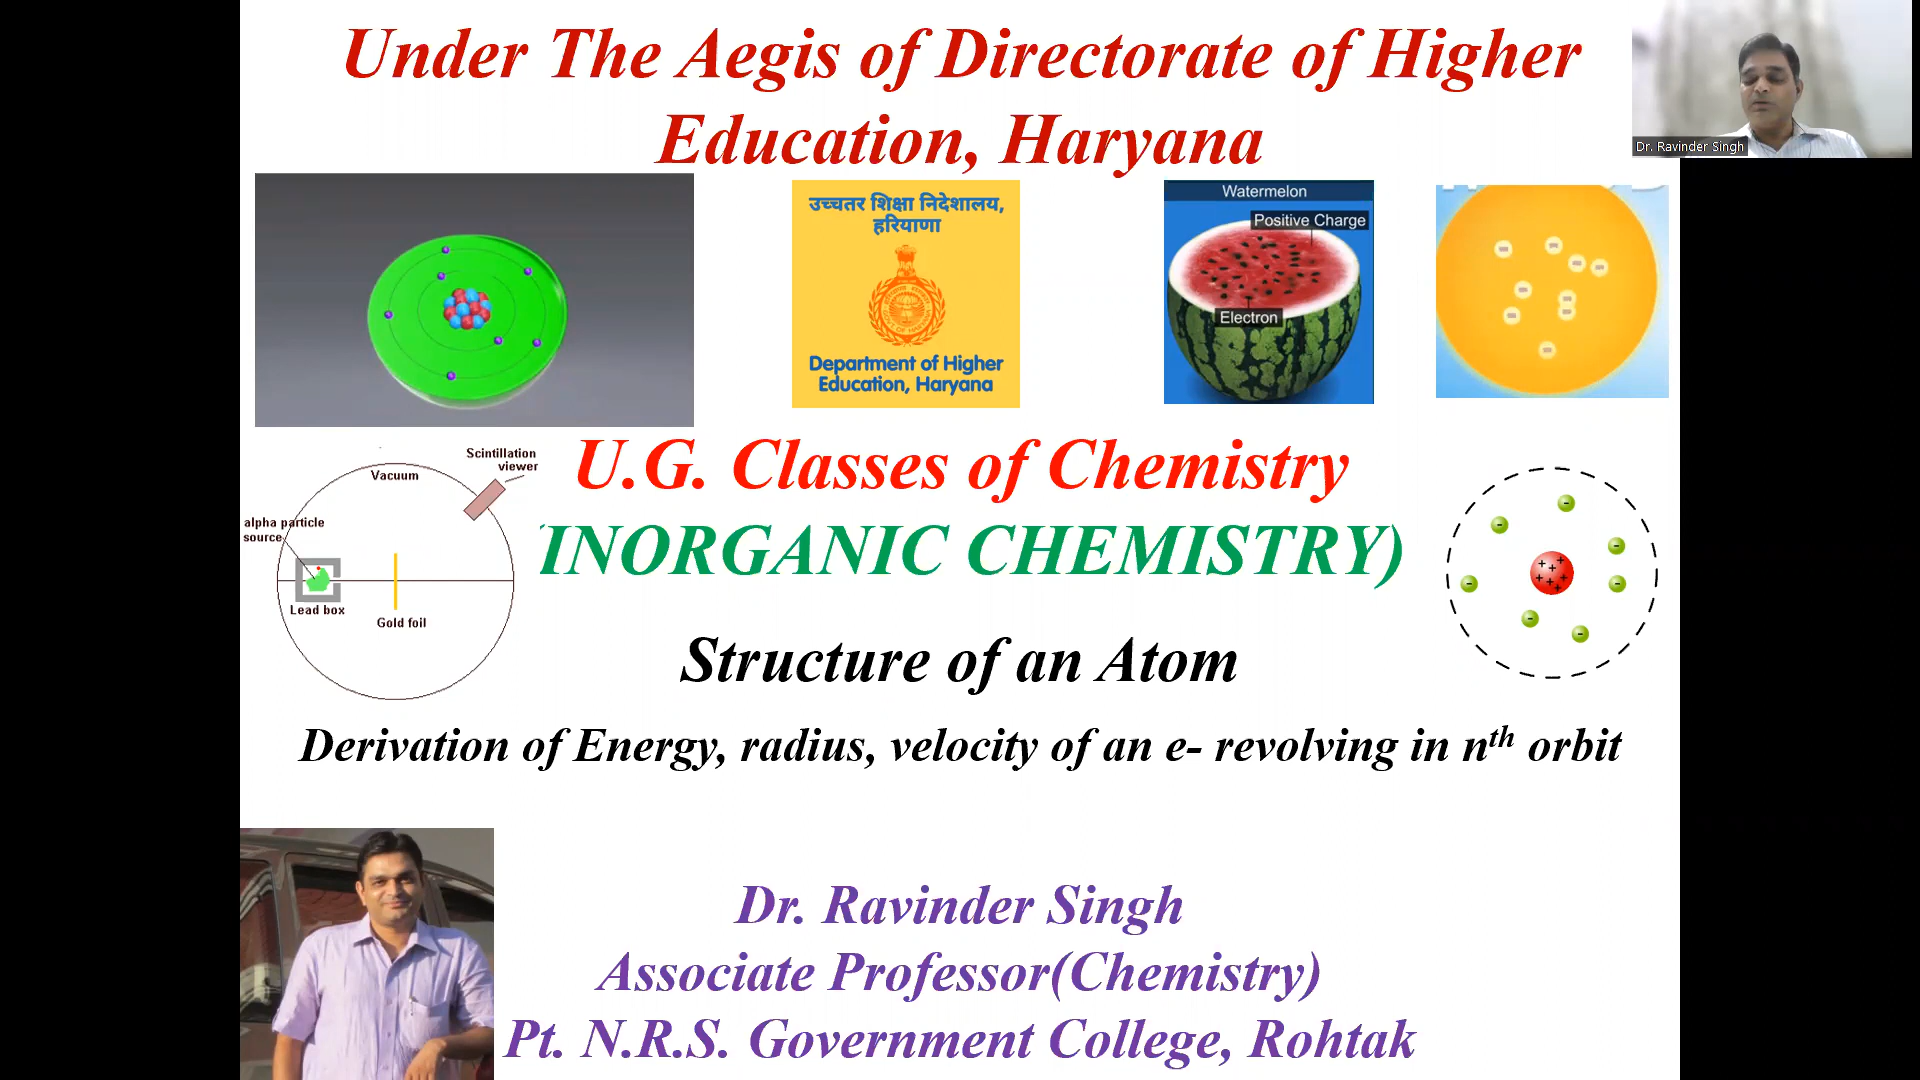 Under The Aegis of Directorate of Higher
Education, Haryana
Dr. Ravinder Singh
उच्चतर शिक्षा निदेशालय,
हरियाणा
Department of Higher
Education, Haryana
Watermelon
Positive Charge
Electron
Scintillation
viewer
Vacuum
alpha particle
source
Lead box
Gold foil
U.G. Classes of Chemistry
INORGANIC CHEMISTRY)
Structure of an Atom
Derivation of Energy, radius, velocity of an e- revolving in nth orbit
Dr. Ravinder Singh
Associate Professor(Chemistry)
Pt. N.R.S. Government College, Rohtak